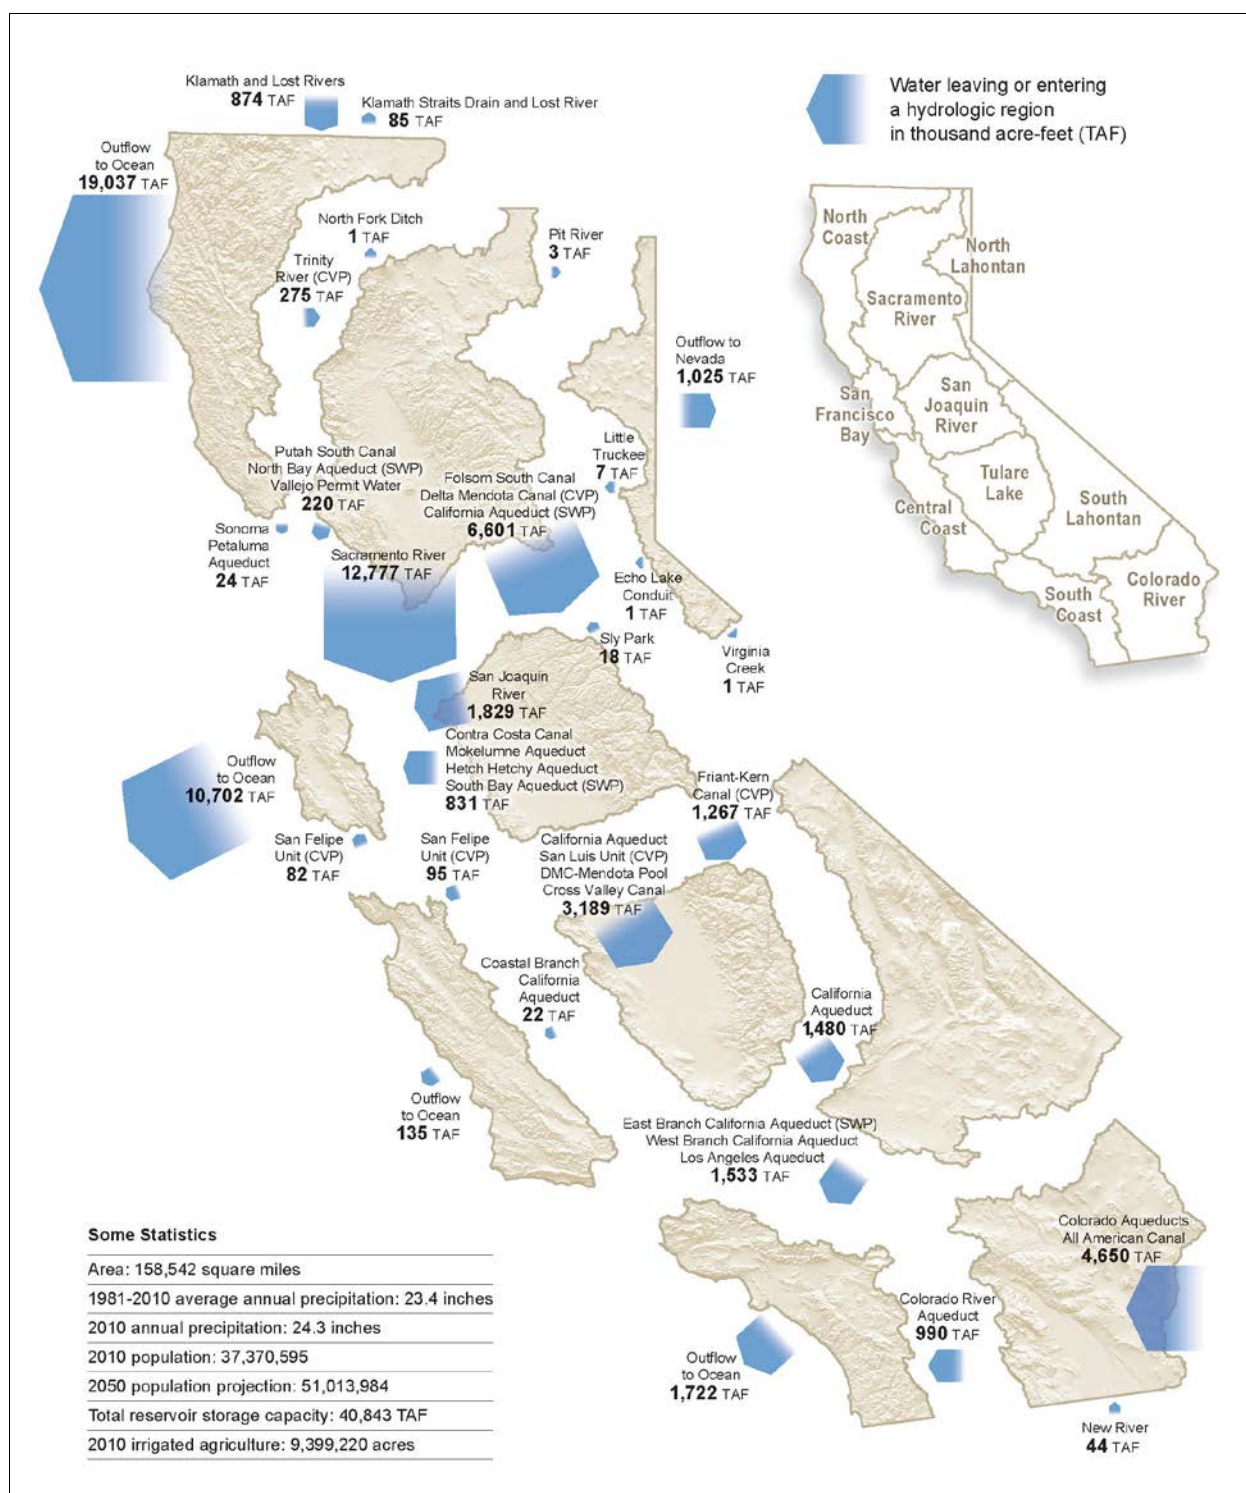 Klamath and Lost Rivers
874 TAF
Klamath Straits Drain and Lost River
85 TAF
Outflow
to Ocean
19,037 TAF
North Fork Ditch
1 TAF
Trinity
River (CVP)
275 TAF
Pit River
3 TAF
Water leaving or entering
a hydrologic region
in thousand acre-feet (TAF)
North
Coast
North
Lahontan
Sacramento
River
San
Francisco
Bay
San
Joaquin
River
Tulare
Lake
Central
Coast
South
Lahontan
South
Coast
Colorado
River
Outflow to
Nevada
1,025 TAF
Putah South Canal
North Bay Aqueduct (SWP)
Vallejo Permit Water
220 TAF
Folsom South Canal
Delta Mendota Canal (CVP)
California Aqueduct (SWP)
6,601 TAF
Little
Truckee
7 TAF
Sonoma
Petaluma
Aqueduct
24 TAF
Sacramento River
12,777 TAF
Echo Lake
Conduit
1 TAF
Sly Park
18 TAF
Virginia
Creek
1 TAF
San Joaquin
River
1,829 TAF
Contra Costa Canal
Mokelumne Aqueduct
Hetch Hetchy Aqueduct
South Bay Aqueduct (SWP)
831 TAF
Outflow
to Ocean
10,702 TAF
Friant-Kern
Canal (CVP)
1,267 TAF
San Felipe
Unit (CVP)
82 TAF
San Felipe
Unit (CVP)
95 TAF
California Aqueduct
San Luis Unit (CVP)
DMC-Mendota Pool
Cross Valley Canal
3,189 TAF
Coastal Branch
California
Aqueduct
22 TAF
California
Aqueduct
1,480 TAF
Outflow
to Ocean
135 TAF
East Branch California Aqueduct (SWP)
West Branch California Aqueduct
Los Angeles Aqueduct
1,533 TAF
Colorado Aqueducts
All American Canal
4,650 TAF
Colorado River
Aqueduct
990 TAF
Outflow
to Ocean
1,722 TAF
New River
44 TAF
Some Statistics
Area: 158,542 square miles
1981-2010 average annual precipitation: 23.4 inches
2010 annual precipitation: 24.3 inches
2010 population: 37,370,595
2050 population projection: 51,013,984
Total reservoir storage capacity: 40,843 TAF
2010 irrigated agriculture: 9,399,220 acres